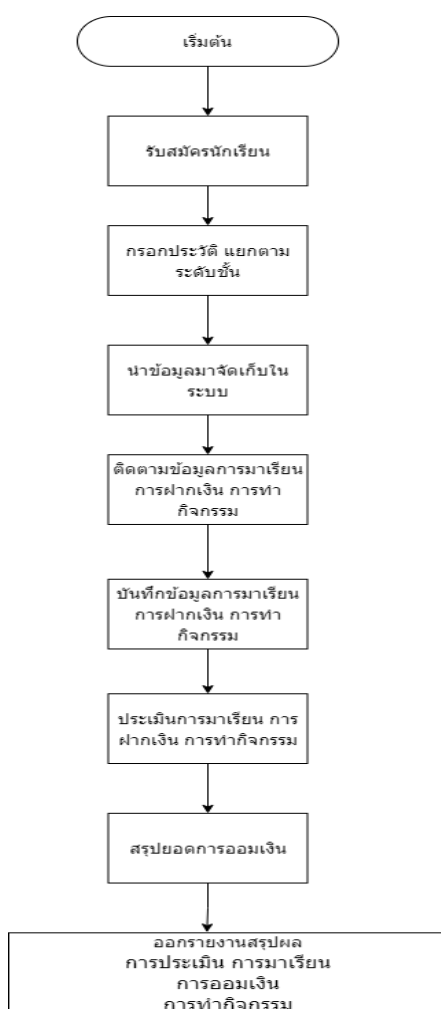 เริ่มต้น
รับสมัครนักเรียน
กรอกประวัติ แยกตาม
ระดับชั้น
นำข้อมูลมาจัดเก็บใน
ระบบ
ติดตามข้อมูลการมาเรียน
การฝากเงิน การทำ
กิจกรรม
บันทึกข้อมูลการมาเรียน
การฝากเงิน การทำ
กิจกรรม
ประเมินการมาเรียน การ
ฝากเงิน การทำกิจกรรม
สรุปยอดการออมเงิน
ออกรายงานสรุปผล
การประเมิน การมาเรียน
การออมเงิน
การทำกิจกรรม